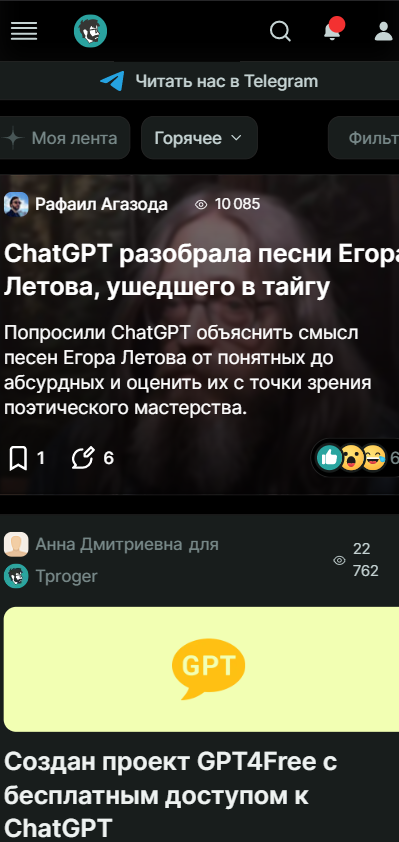 Читать нас в Telegram
Моя лента
Горячее
Рафаил Агазода
10 085
ChatGPT разобрала песни Егора
Летова, ушедшего в тайгу
Попросили ChatGPT объяснить смысл
песен Егора Летова от понятных до
абсурдных и оценить их с точки зрения
поэтического мастерства.
1
6
6
Анна Дмитриевна для
Tproger
22
762
GPT
Создан проект GPT4Free с
бесплатным доступом к
ChatGPT